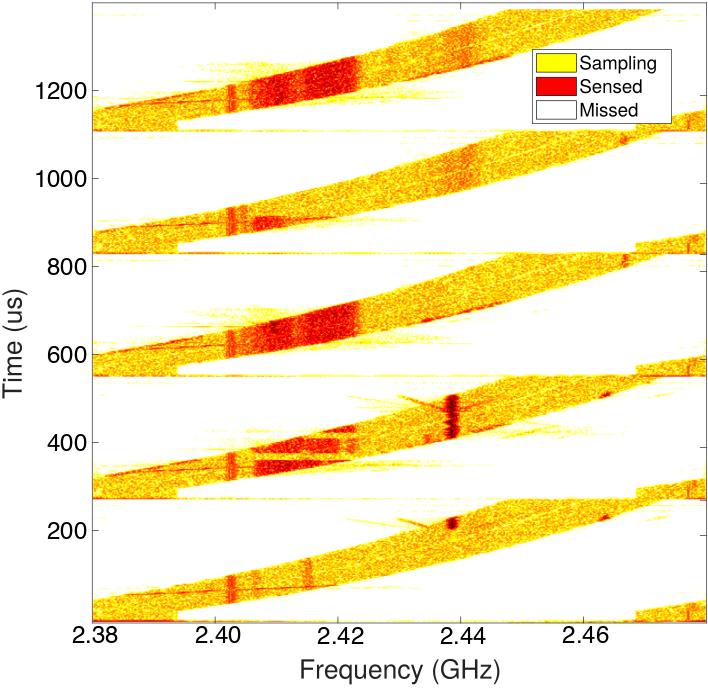 1200
1000
800
600
400
200
Sampling
Sensed
Missed
2.38 2.40 2.42 2.44 2.46
Time (us)
Frequency (GHz)